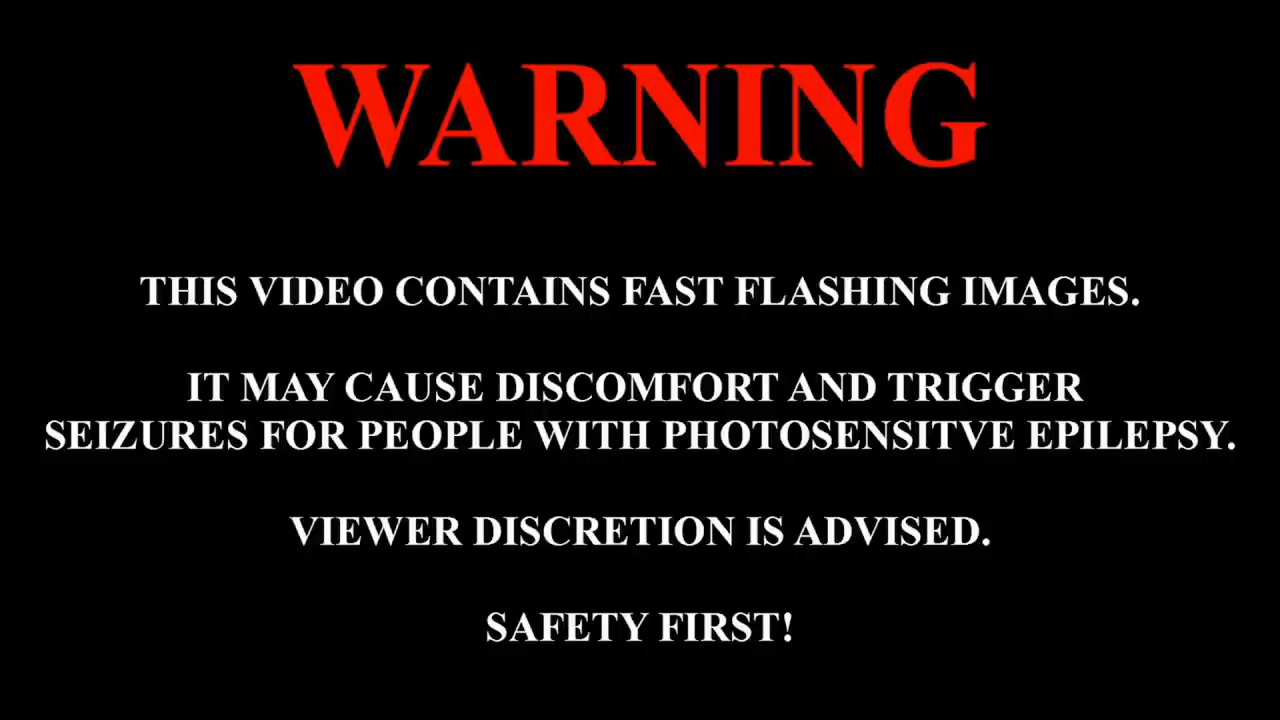 WARNING
THIS VIDEO CONTAINS FAST FLASHING IMAGES.
IT MAY CAUSE DISCOMFORT AND TRIGGER
SEIZURES FOR PEOPLE WITH PHOTOSENSITVE EPILEPSY.
VIEWER DISCRETION IS ADVISED.
SAFETY FIRST!